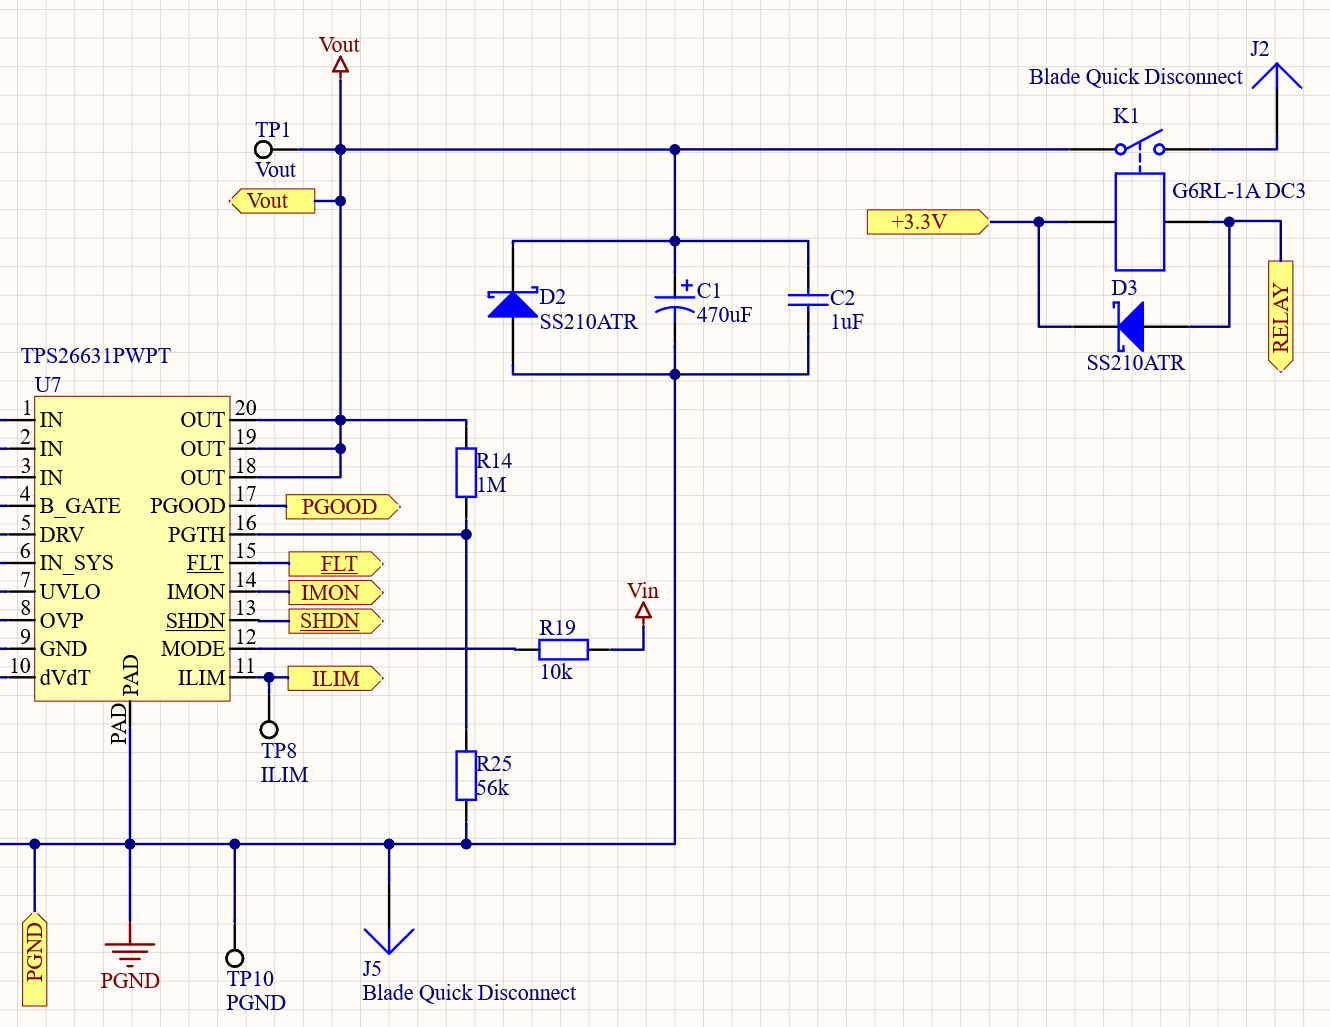 Vout
J2
Blade Quick Disconnect
K1
TP1
Vout
Vout
G6RL-1A DC3
+3.3V
D2
SS210ATR
C1
470uF
C2
1uF
D3
SS210ATR
RELAY
TPS26631PWPT
U7
1 IN OUT 20
2 IN OUT 19
3 IN OUT 18
4 B_GATE PGOOD 17 PGOOD
5 DRV PGTH 16
6 IN_SYS FLT 15 FLT
7 UVLO IMON 14 IMON
8 OVP SHDN 13 SHDN
9 GND MODE 12
10 dVdT ILIM 11 ILIM
PAD
PAD
R14
1M
Vin
R19
10k
TP8
ILIM
R25
56k
PGND
PGND
TP10
PGND
J5
Blade Quick Disconnect